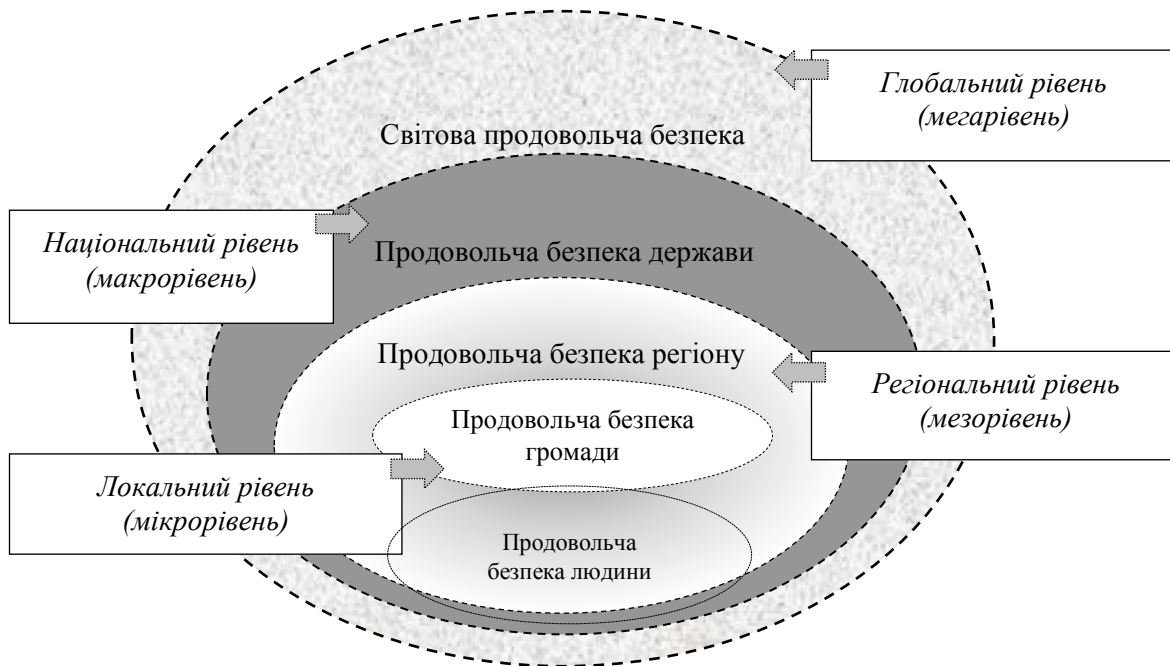 Глобальний рівень
(мегарівень)
Світова продовольча безпека
Національний рівень
(макрорівень)
Продовольча безпека держави
Продовольча безпека регіону
Регіональний рівень
(мезорівень)
Продовольча безпека
громади
Локальний рівень
(мікрорівень)
Продовольча
безпека людини